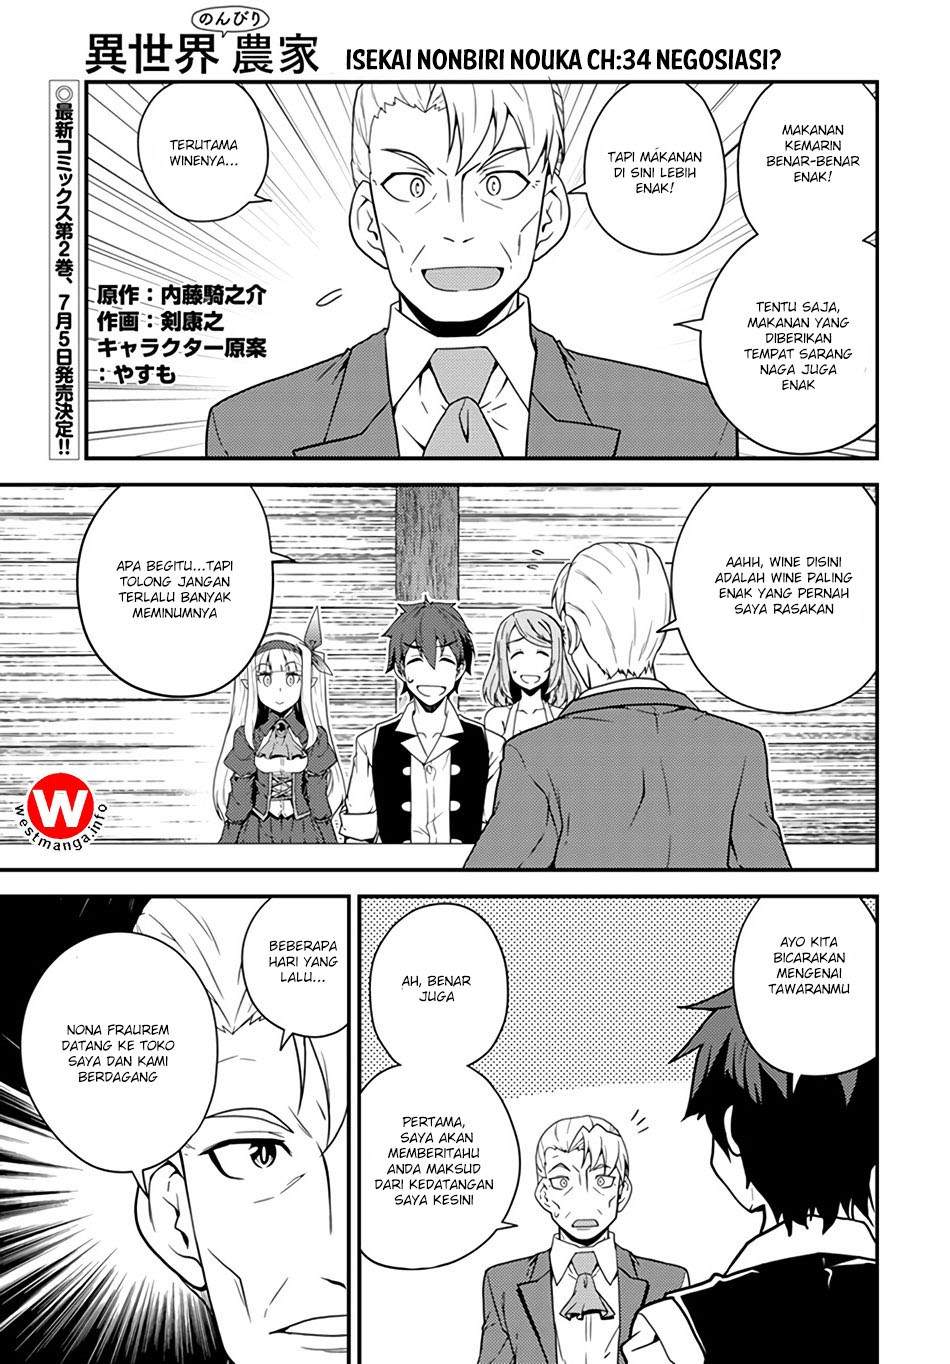 のんびり
異世界農家
ISEKAI NONBIRI NOUKA CH:34 NEGOSIASI?
◎最新コミックス第2巻、7月5日発売決定!!
MAKANAN
KEMARIN
BENAR-BENAR
ENAK!
TENTU SAJA,
MAKANAN YANG
DIBERIKAN
TEMPAT SARANG
NAGA JUGA
ENAK
TAPI MAKANAN
DI SINI LEBIH
ENAK!
TERUTAMA
WINENYA...
原作：内藤騎之介
作画：剣康之
キャラクター原案
：やすも
AAHH, WINE DISINI
ADALAH WINE PALING
ENAK YANG PERNAH
SAYA RASAKAN
APA BEGITU...TAPI
TOLONG JANGAN
TERLALU BANYAK
MEMINUMNYA
W
westmanga.info
AYO KITA
BICARAKAN
MENGENAI
TAWARANMU
AH, BENAR
JUGA
PERTAMA,
SAYA AKAN
MEMBERITAHU
ANDA MAKSUD
DARI KEDATANGAN
SAYA KESINI
BEBERAPA
HARI YANG
LALU...
NONA FRAUREM
DATANG KE TOKO
SAYA DAN KAMI
BERDAGANG